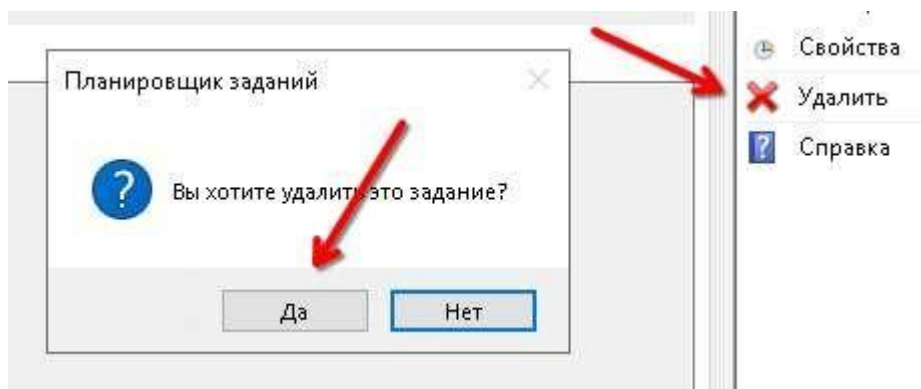 Свойства
Планировщик заданий
Удалить
Справка
Вы хотите удалить это задание?
Да
Нет